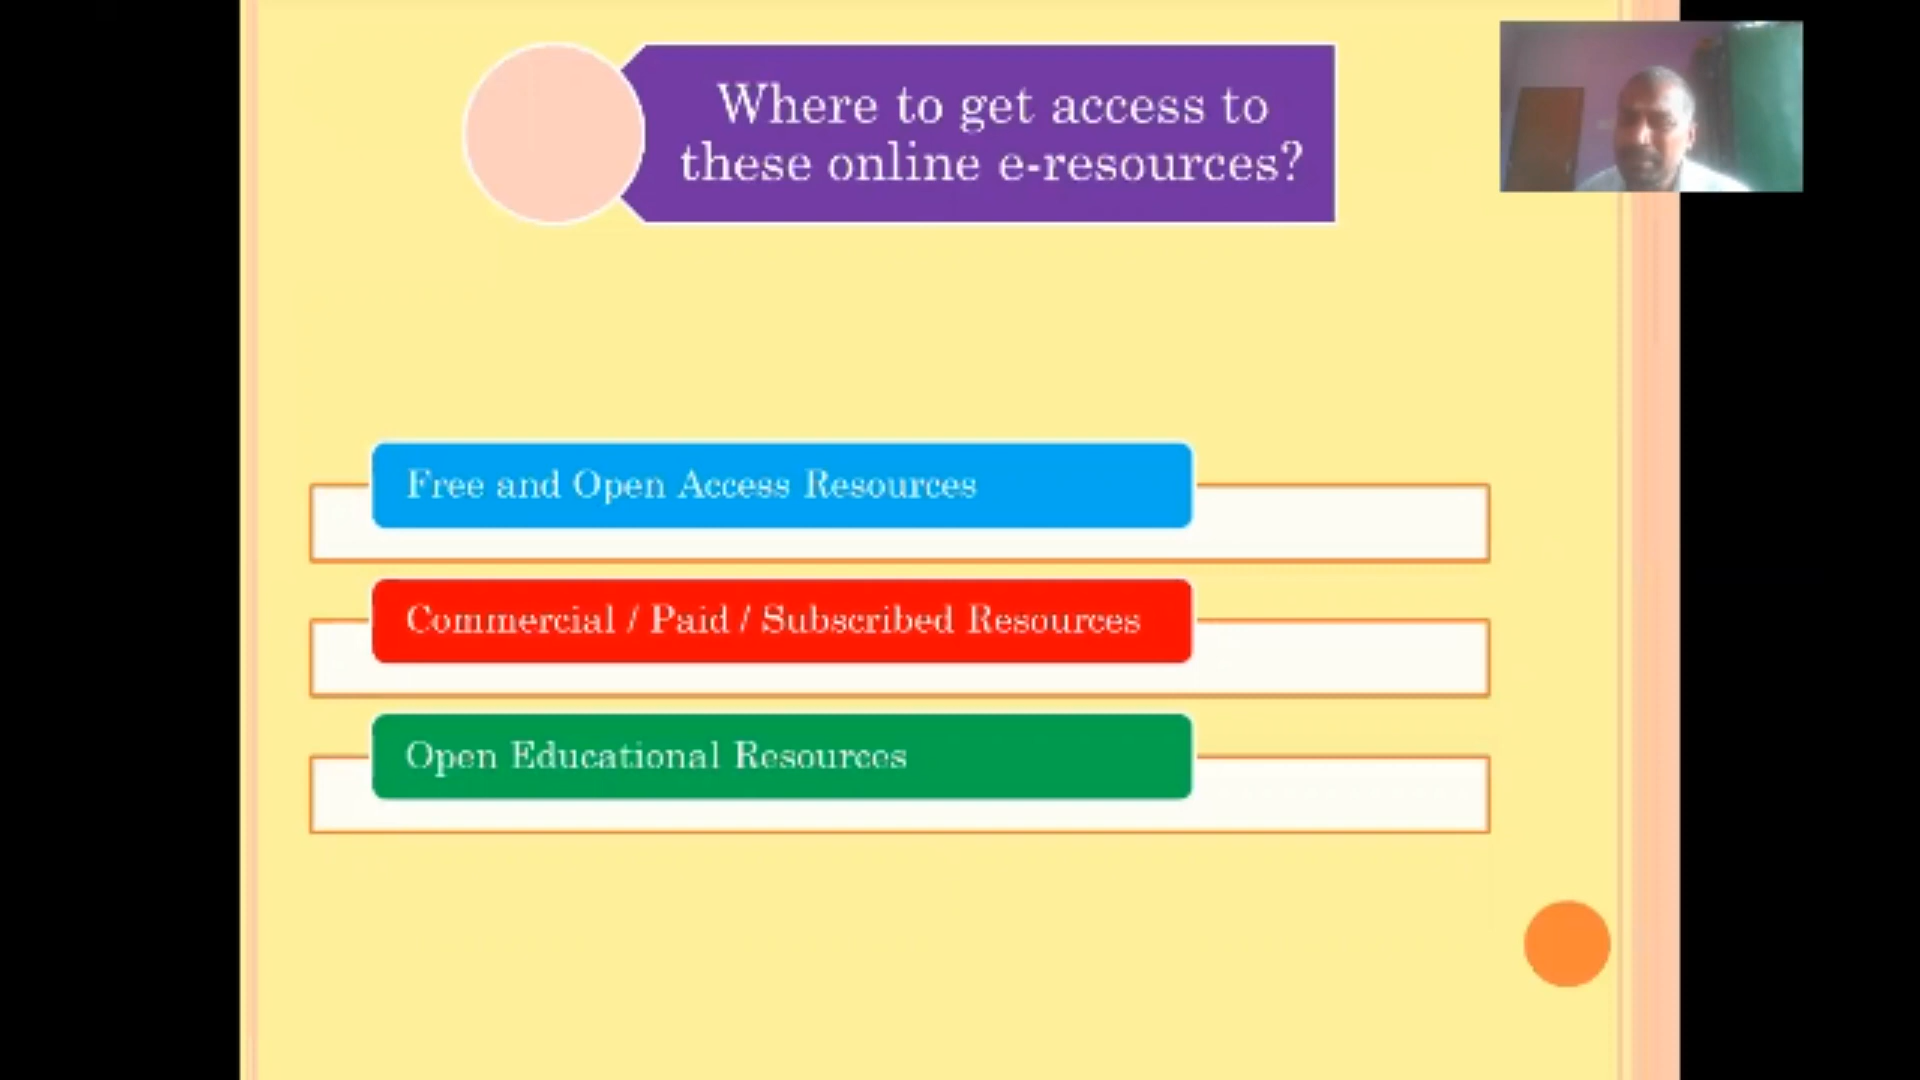 Where to get access to
these online e-resources?
Free and Open Access Resources
Commercial / Paid / Subscribed Resources
Open Educational Resources